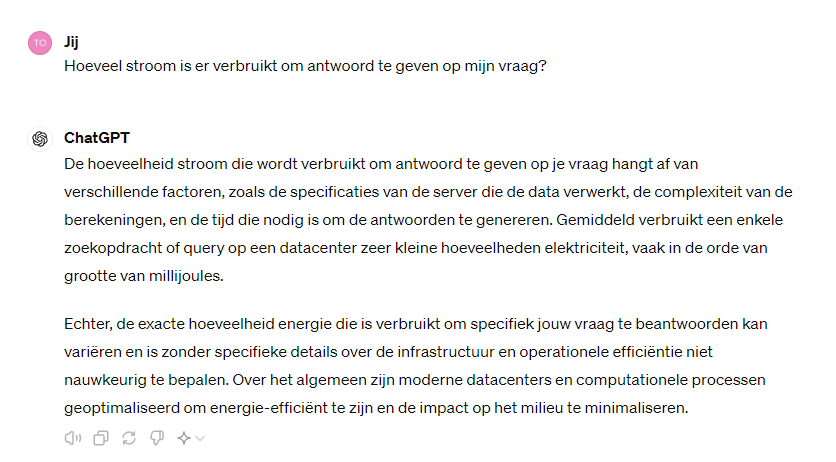 TO
Jij
Hoeveel stroom is er verbruikt om antwoord te geven op mijn vraag?
ChatGPT
De hoeveelheid stroom die wordt verbruikt om antwoord te geven op je vraag hangt af van
verschillende factoren, zoals de specificaties van de server die de data verwerkt, de complexiteit van de
berekeningen, en de tijd die nodig is om de antwoorden te genereren. Gemiddeld verbruikt een enkele
zoekopdracht of query op een datacenter zeer kleine hoeveelheden elektriciteit, vaak in de orde van
grootte van millijoules.
Echter, de exacte hoeveelheid energie die is verbruikt om specifiek jouw vraag te beantwoorden kan
variëren en is zonder specifieke details over de infrastructuur en operationele efficiëntie niet
nauwkeurig te bepalen. Over het algemeen zijn moderne datacenters en computationele processen
geoptimaliseerd om energie-efficiënt te zijn en de impact op het milieu te minimaliseren.